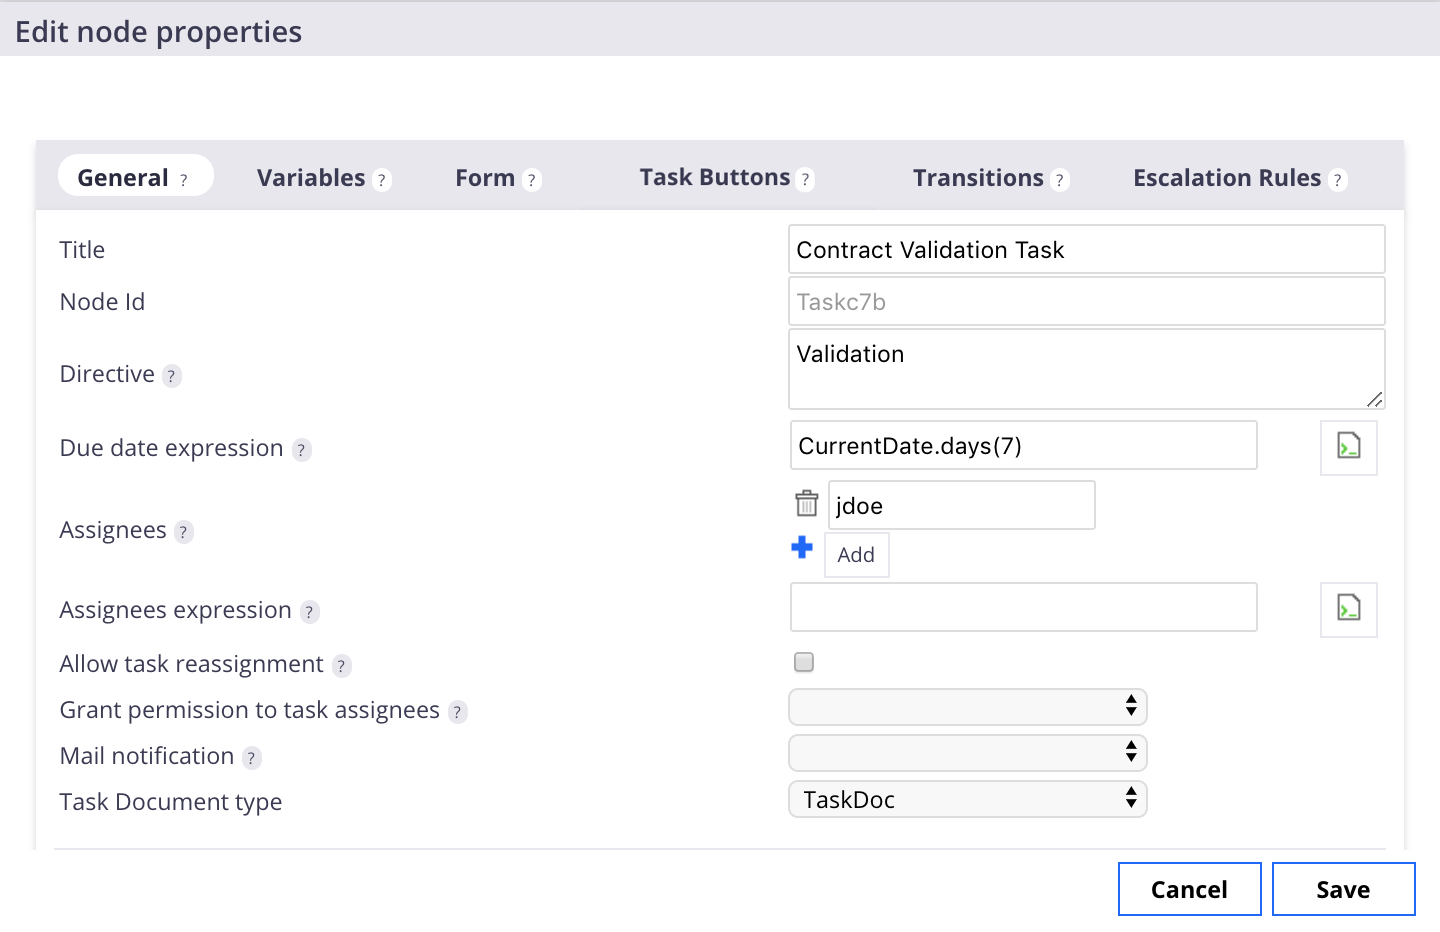 Edit node properties
General ? Variables ? Form ? Task Buttons ? Transitions ? Escalation Rules ?
Title Contract Validation Task
Node Id Taskc7b
Directive ? Validation
Due date expression ? CurrentDate.days(7)
Assignees ? jdoe
Add
Assignees expression ?
Allow task reassignment ?
Grant permission to task assignees ?
Mail notification ?
Task Document type TaskDoc
Cancel Save